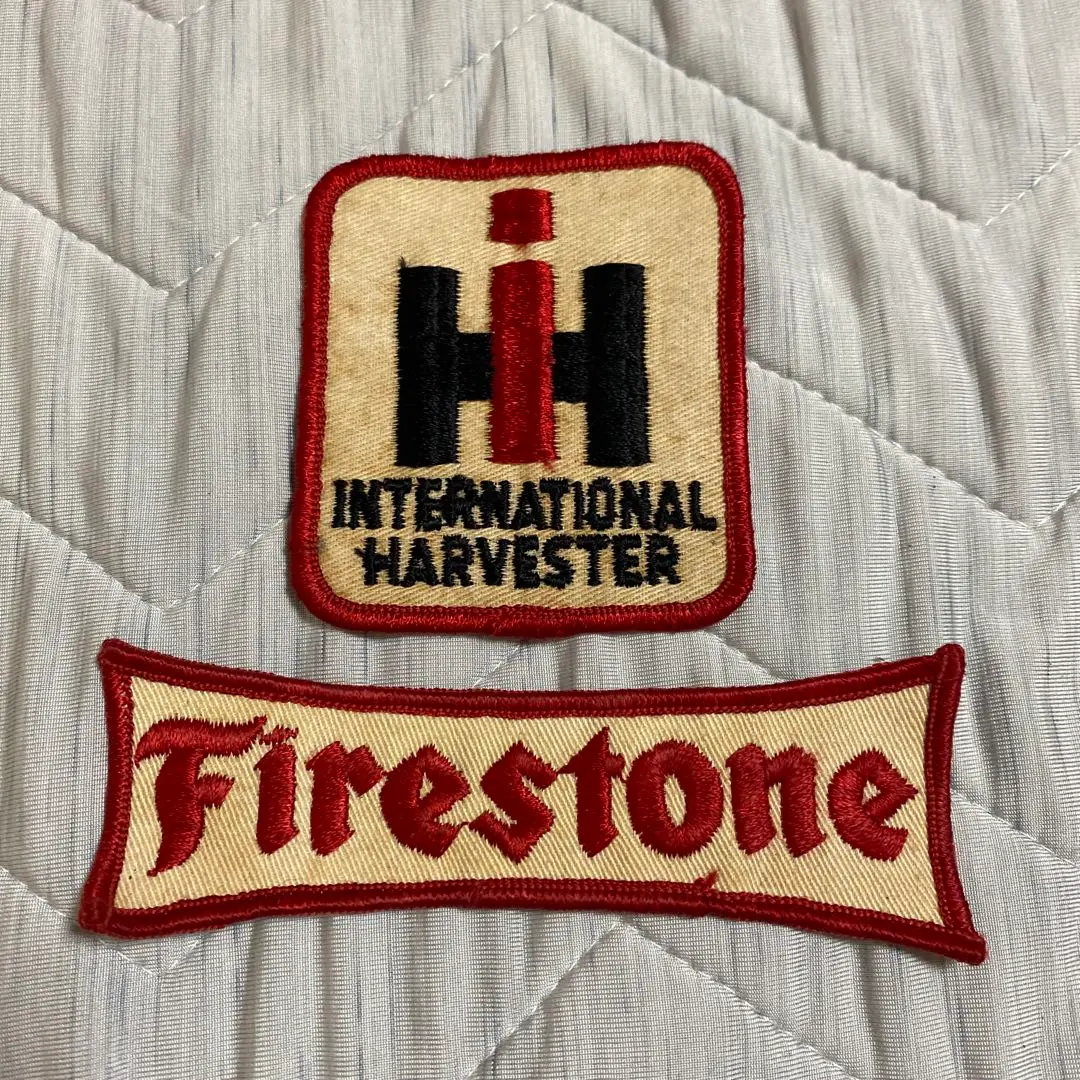 iH
INTERNATIONAL
HARVESTER
Firestone